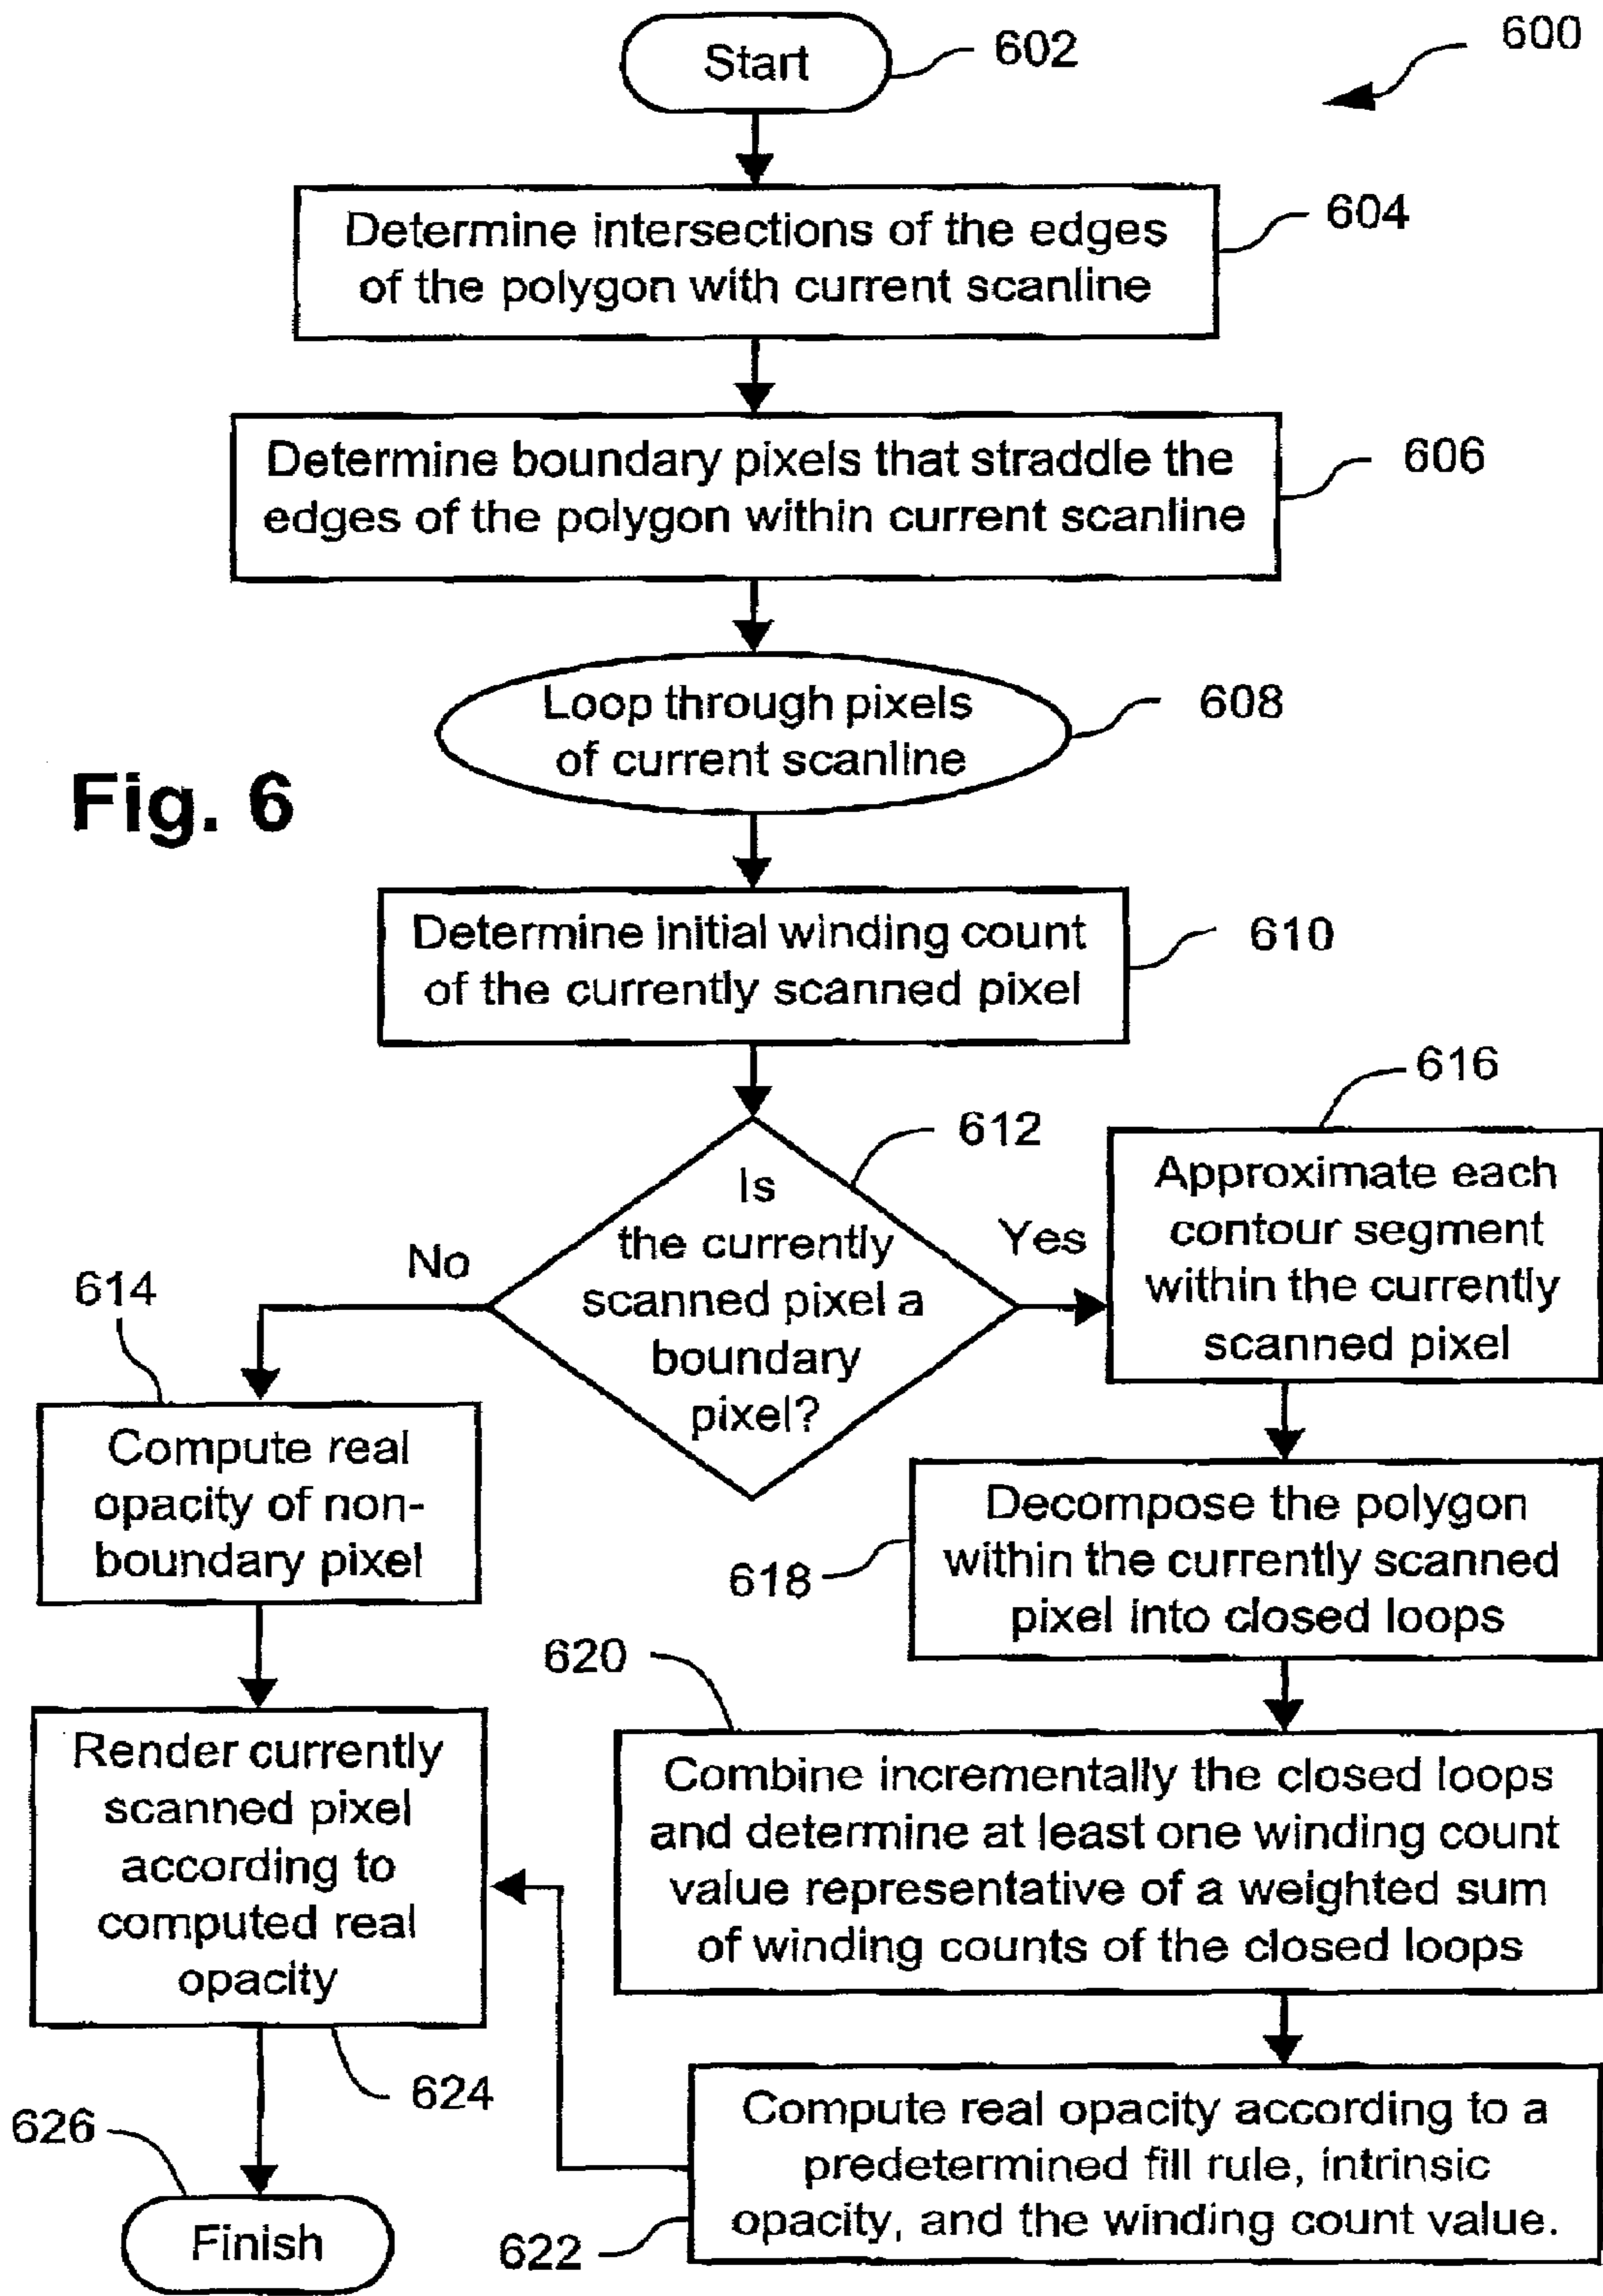 Start
602
600
Determine intersections of the edges
of the polygon with current scanline
604
Determine boundary pixels that straddle the
edges of the polygon within current scanline
606
Loop through pixels
of current scanline
608
Fig. 6
Determine initial winding count
of the currently scanned pixel
610
612
Is
the currently
scanned pixel a
boundary
pixel?
No
Yes
614
Compute real
opacity of non-
boundary pixel
616
Approximate each
contour segment
within the currently
scanned pixel
618
Decompose the polygon
within the currently scanned
pixel into closed loops
620
Combine incrementally the closed loops
and determine at least one winding count
value representative of a weighted sum
of winding counts of the closed loops
Render currently
scanned pixel
according to
computed real
opacity
624
Compute real opacity according to a
predetermined fill rule, intrinsic
opacity, and the winding count value.
622
626
Finish